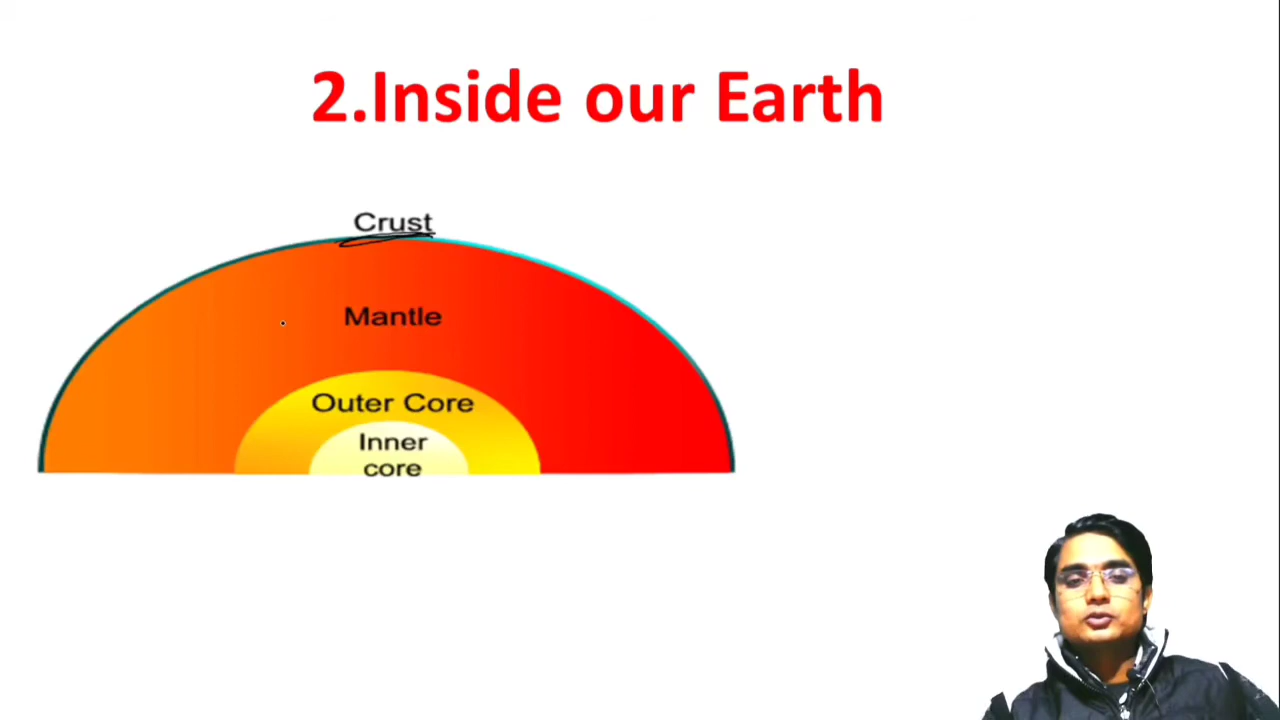 2.Inside our Earth
Crust
Mantle
Outer Core
Inner
core